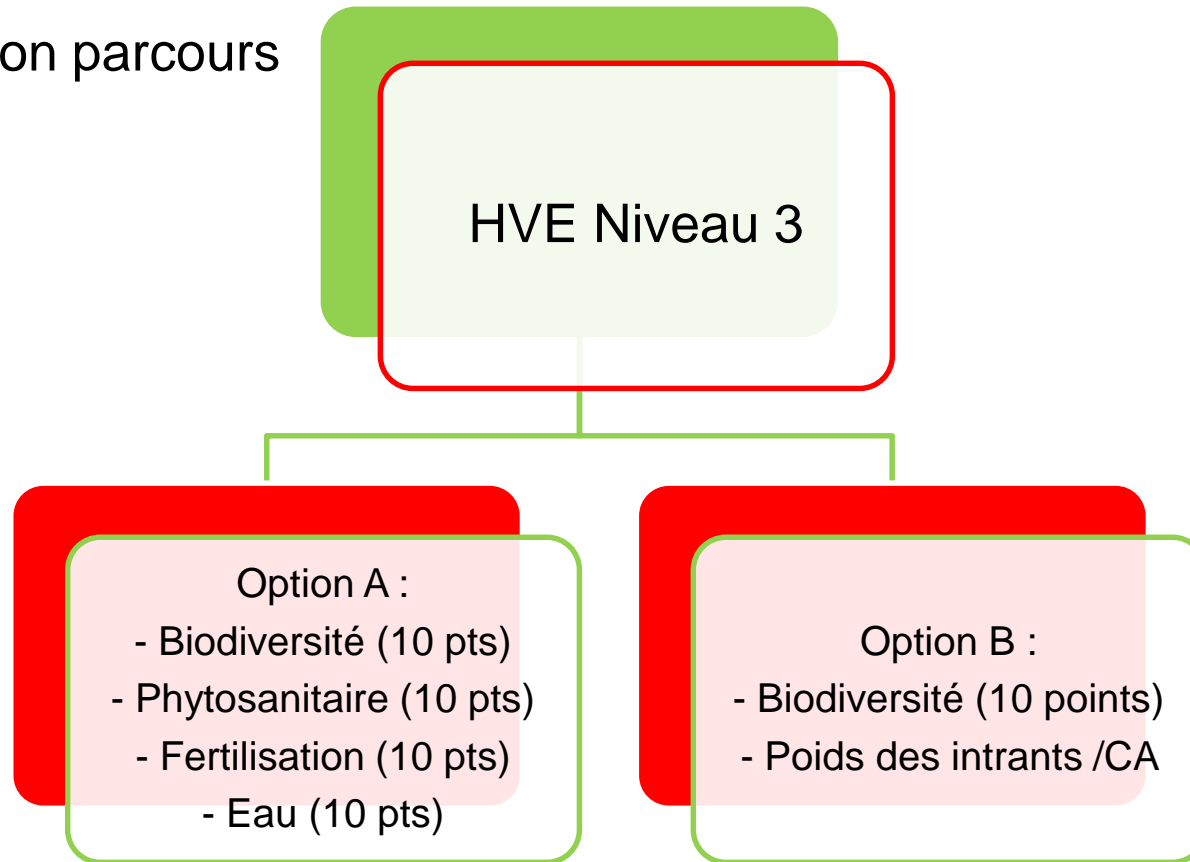 on parcours
HVE Niveau 3
Option A :
- Biodiversité (10 pts)
- Phytosanitaire (10 pts)
- Fertilisation (10 pts)
- Eau (10 pts)
Option B :
- Biodiversité (10 points)
- Poids des intrants /CA